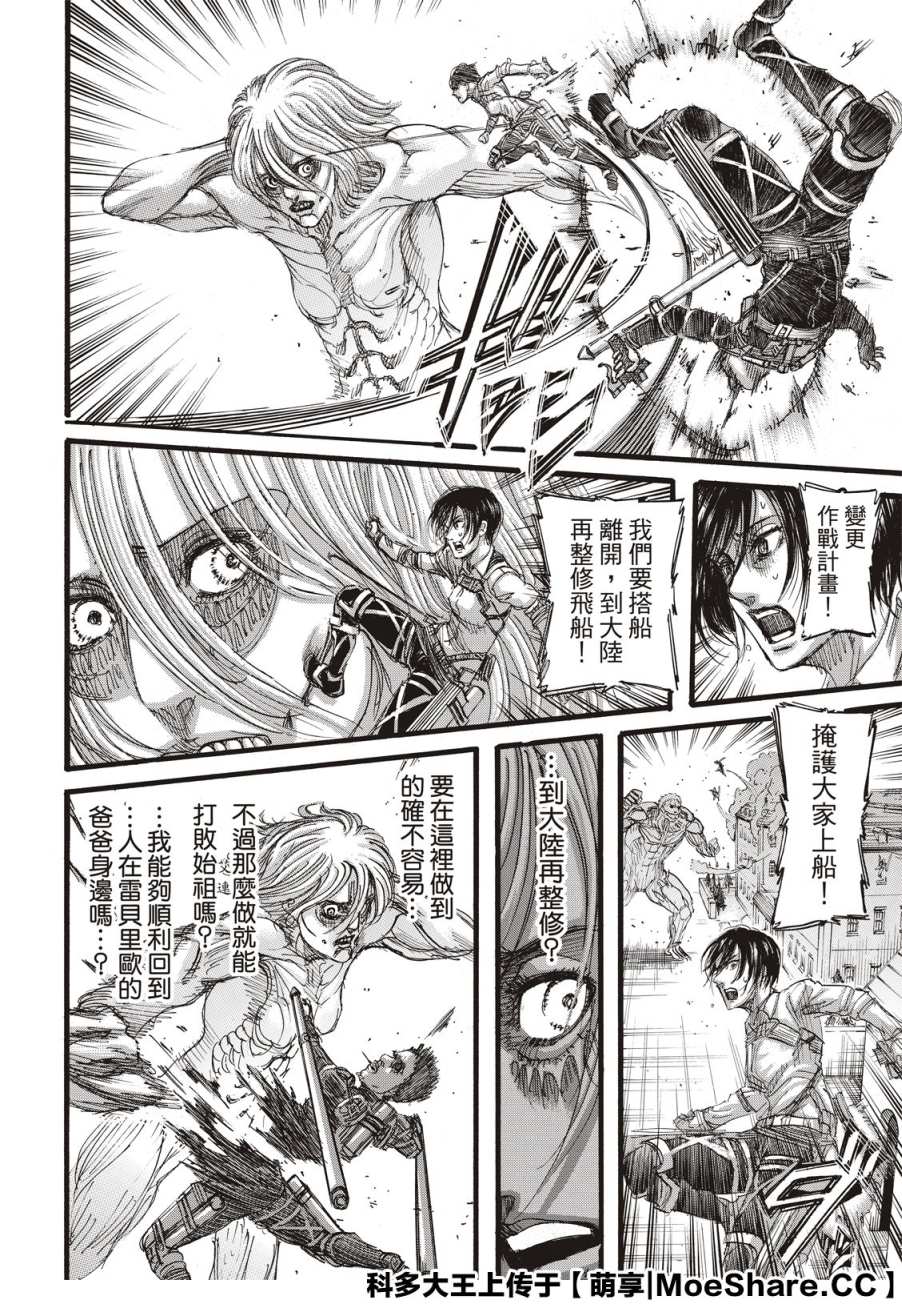 變更
作戰計畫！
我們要搭船
離開，到大陸
再整修飛船！
掩護大家上船！
…到大陸再整修？
要在這裡做到
的確不容易…
不過那麼做就能
打敗始祖嗎？
艾連
…我能夠順利回到
…人在雷貝里歐的
爸爸身邊嗎…？
科多大王上传于【萌享|MoeShare.CC】